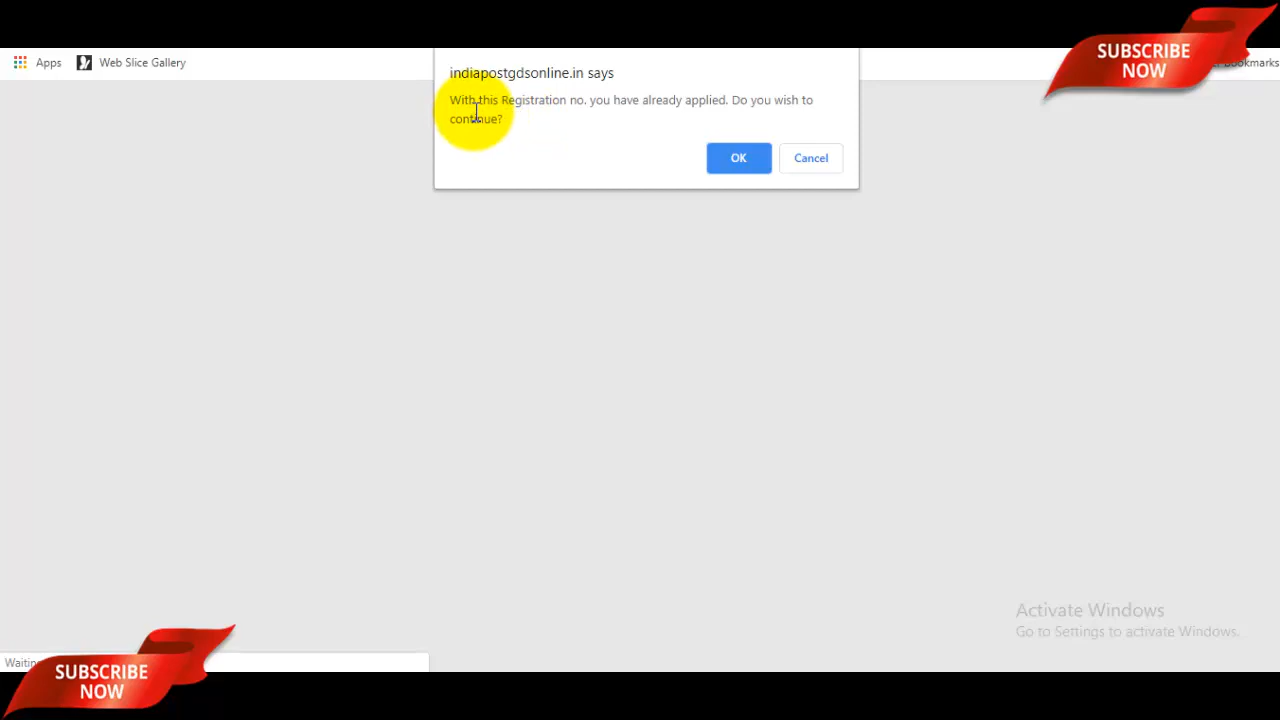 SUBSCRIBE
NOW
Apps
Web Slice Gallery
Bookmarks
indiapostgdsonline.in says
With this Registration no. you have already applied. Do you wish to
continue?
OK
Cancel
Activate Windows
Go to Settings to activate Windows.
SUBSCRIBE
NOW